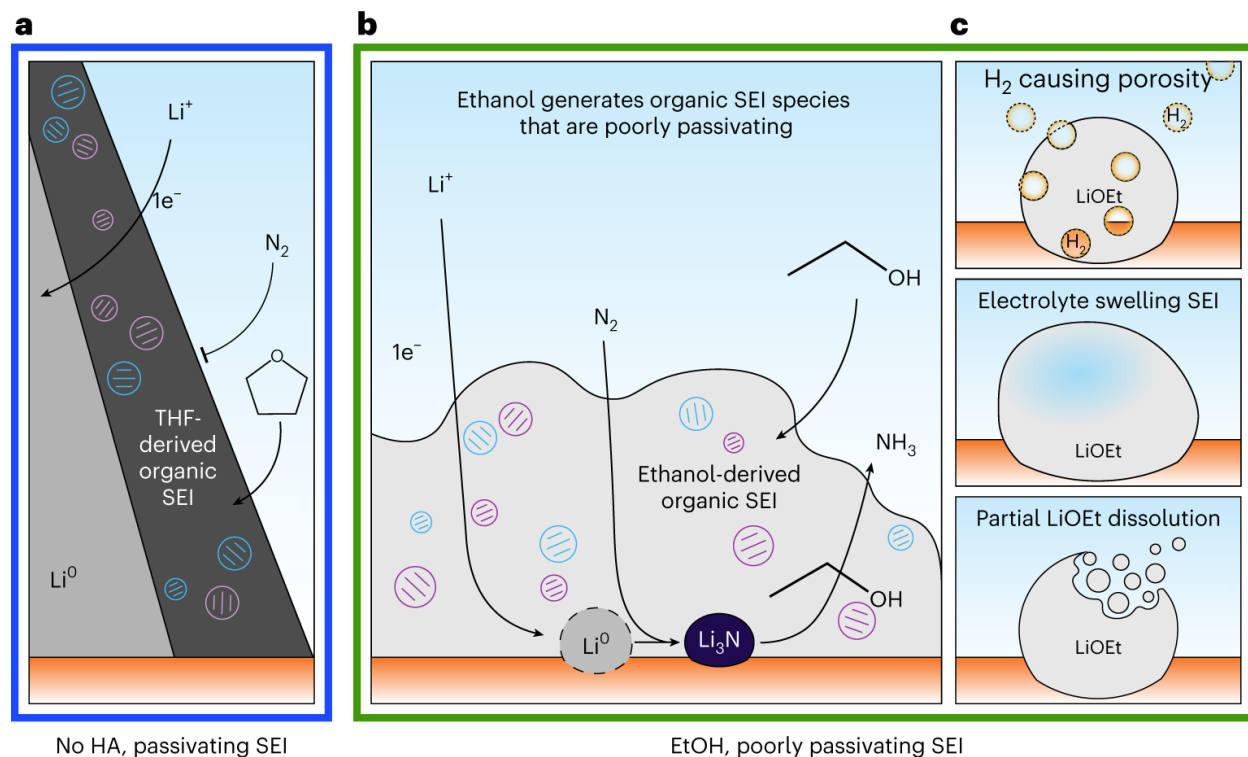 a
Li⁺
1e⁻
N₂
O
THF-
derived
organic
SEI
Li⁰
No HA, passivating SEI
b
Ethanol generates organic SEI species
that are poorly passivating
Li⁺
OH
N₂
1e⁻
NH₃
Ethanol-derived
organic SEI
OH
Li⁰
Li₃N
c
H₂ causing porosity
H₂
LiOEt
H₂
Electrolyte swelling SEI
LiOEt
Partial LiOEt dissolution
LiOEt
EtOH, poorly passivating SEI